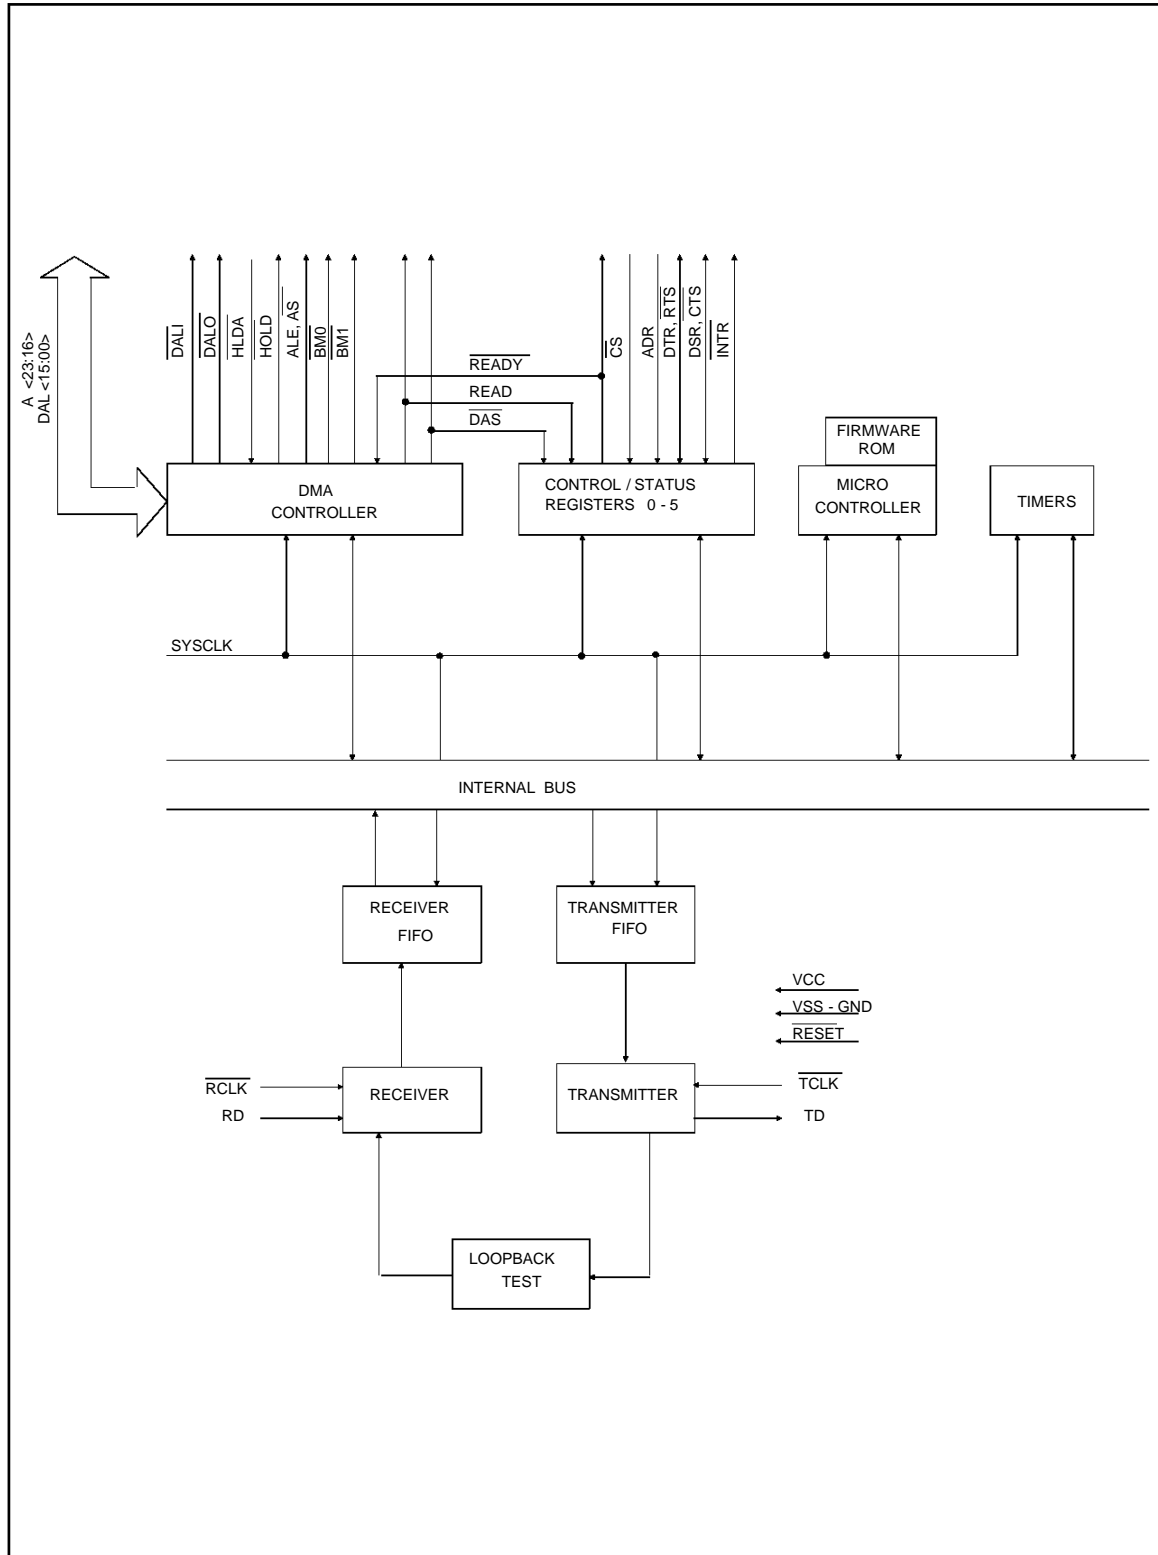 A <23:16>
DAL <15:00>
DALI
DALO
HLDA
HOLD
ALE, AS
BM0
BM1
READY
READ
DAS
CS
ADR
DTR, RTS
DSR, CTS
INTR
FIRMWARE
ROM
DMA
CONTROLLER
CONTROL / STATUS
REGISTERS 0 - 5
MICRO
CONTROLLER
TIMERS
SYSCLK
INTERNAL BUS
RECEIVER
FIFO
TRANSMITTER
FIFO
VCC
VSS - GND
RESET
RCLK
RD
RECEIVER
TRANSMITTER
TCLK
TD
LOOPBACK
TEST